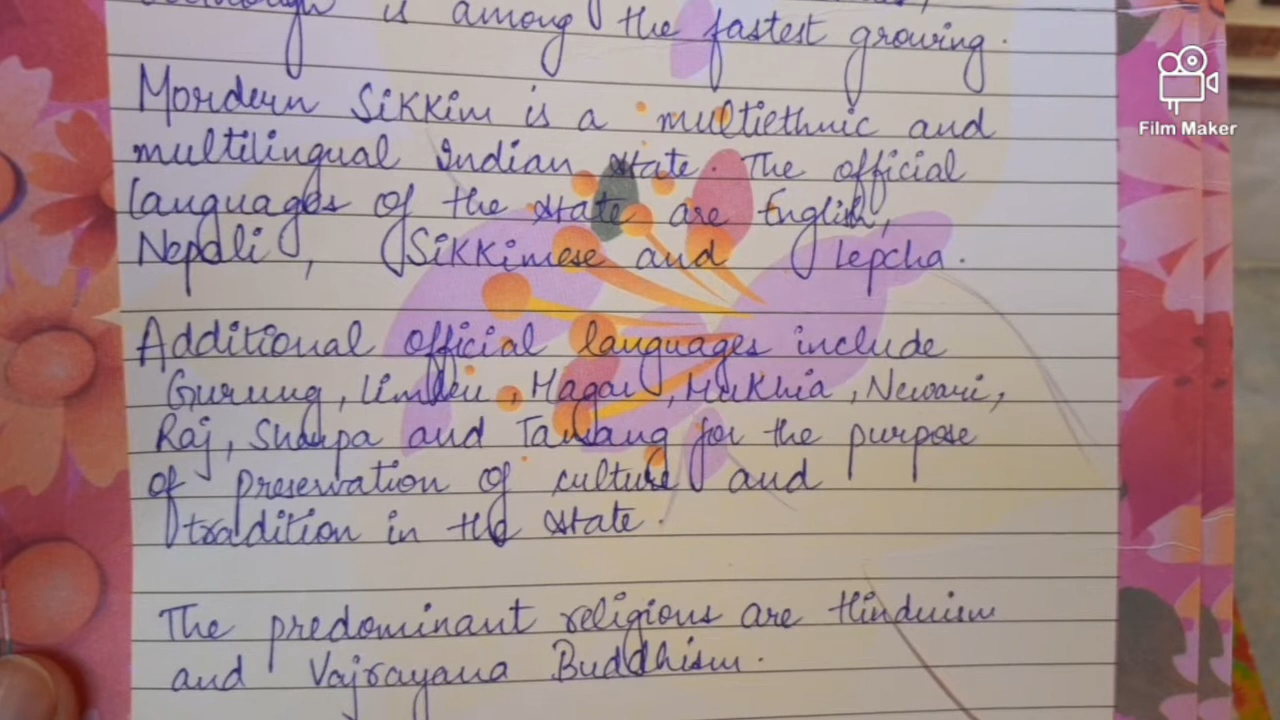 is among the fastest growing.
Film Maker
Mordern Sikkim is a multiethnic and
multilingual Indian state. The official
languages of the state are English,
Nepali, Sikkimese and Lepcha.
Additional official languages include
Gurung, Limbu, Magar, Mukhia, Newari,
Raj, Sharpa and Tamang for the purpose
of preservation of culture and
tradition in the state.
The predominant religious are Hinduism
and Vajrayana Buddhism.